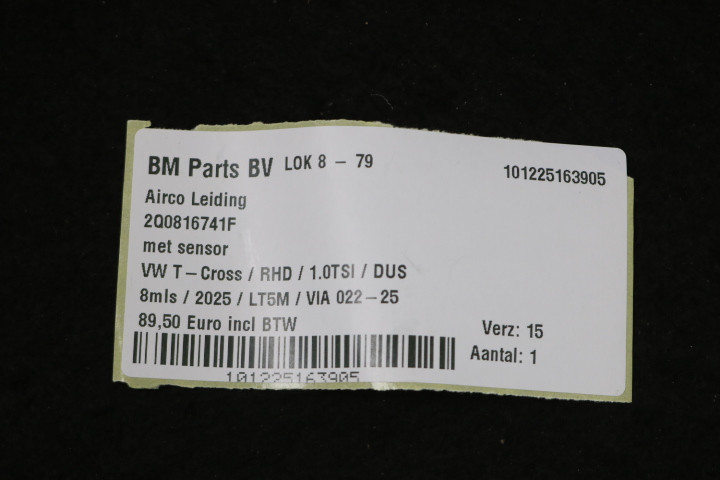 BM Parts BV LOK 8 - 79
101225163905
Airco Leiding
2Q0816741F
met sensor
VW T-Cross / RHD / 1.0TSI / DUS
8mls / 2025 / LT5M / VIA 022-25
89,50 Euro incl BTW
Verz: 15
Aantal: 1
101225163905